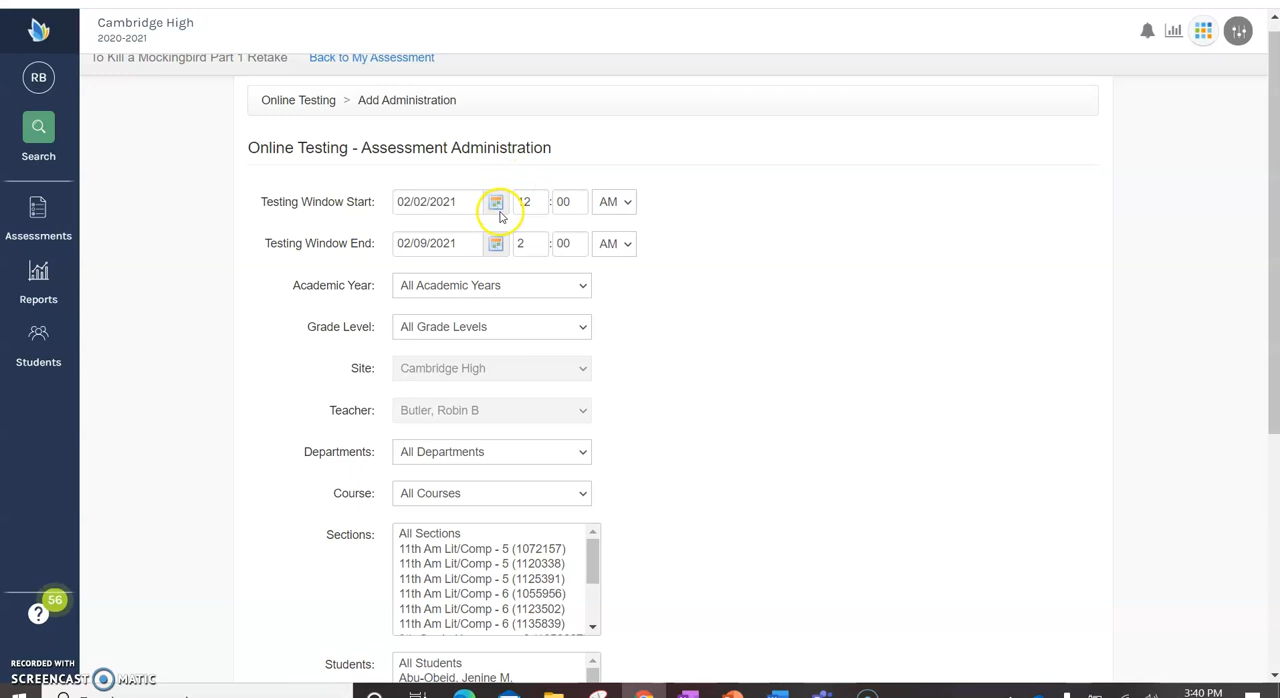 Cambridge High
2020-2021
To Kill a Mockingbird Part 1 Retake Back to My Assessment
RB
Search
Assessments
Reports
Students
56
?
Online Testing > Add Administration
Online Testing - Assessment Administration
Testing Window Start: 02/02/2021 12 : 00 AM
Testing Window End: 02/09/2021 2 : 00 AM
Academic Year: All Academic Years
Grade Level: All Grade Levels
Site: Cambridge High
Teacher: Butler, Robin B
Departments: All Departments
Course: All Courses
Sections: All Sections
11th Am Lit/Comp - 5 (1072157)
11th Am Lit/Comp - 5 (1120338)
11th Am Lit/Comp - 5 (1125391)
11th Am Lit/Comp - 6 (1055956)
11th Am Lit/Comp - 6 (1123502)
11th Am Lit/Comp - 6 (1135839)
Students: All Students
Abu-Obeid, Jenine M.
RECORDED WITH
SCREENCAST MATIC
3:40 PM